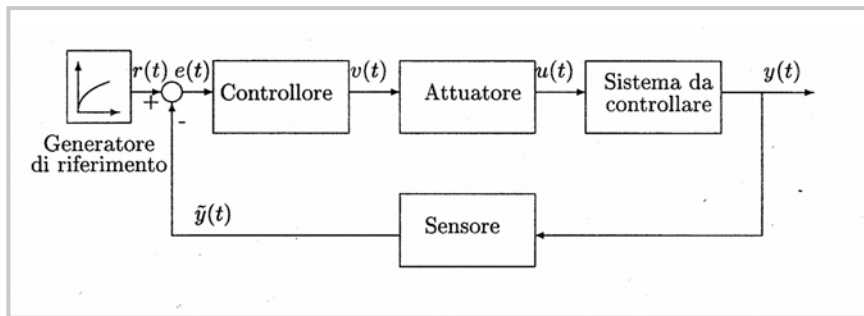 r(t)
e(t)
v(t)
u(t)
y(t)
+
-
Controllore
Attuatore
Sistema da
controllare
Generatore
di riferimento
ỹ(t)
Sensore